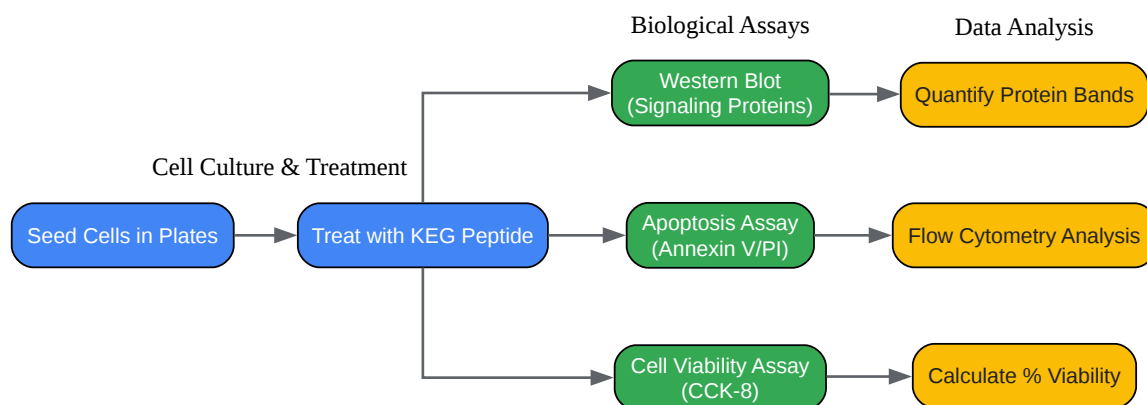 Biological Assays
Data Analysis
Western Blot
(Signaling Proteins)
Quantify Protein Bands
Cell Culture & Treatment
Seed Cells in Plates
Treat with KEG Peptide
Apoptosis Assay
(Annexin V/PI)
Flow Cytometry Analysis
Cell Viability Assay
(CCK-8)
Calculate % Viability